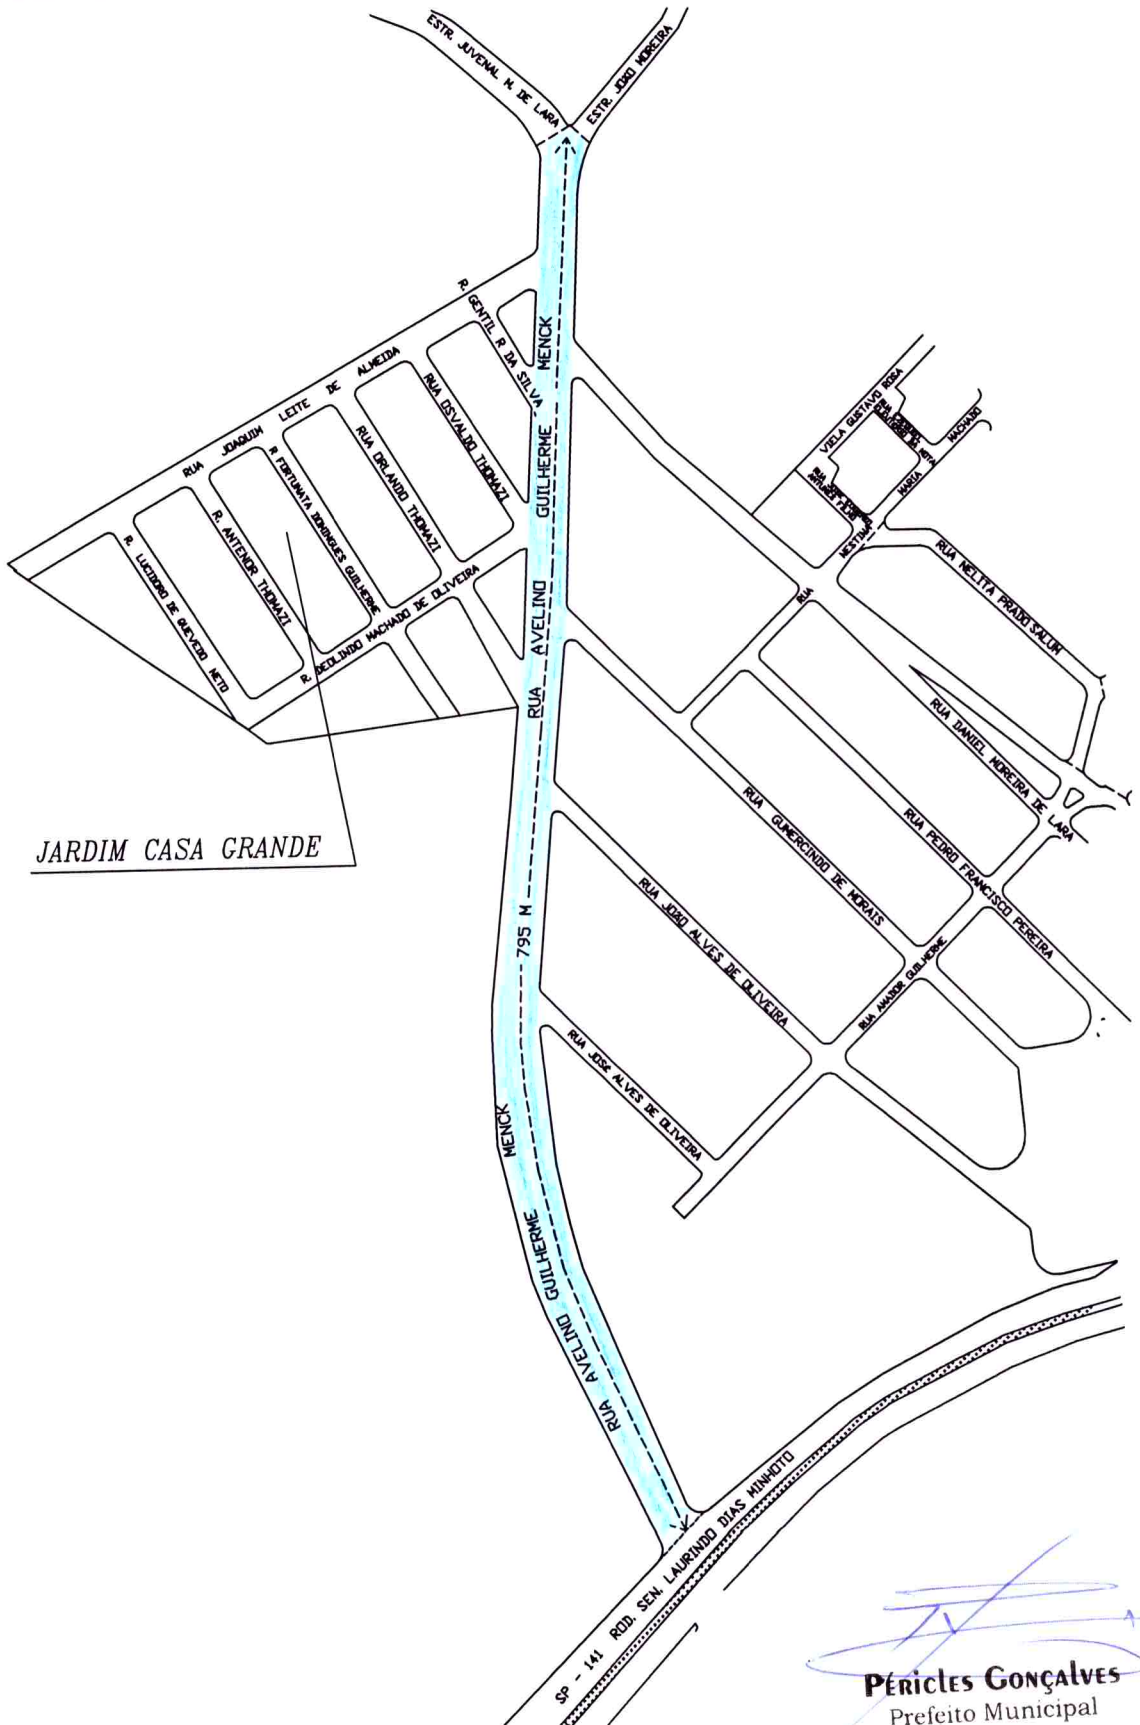 ESTR. JUVENAL M. DE LARA
ESTR. JOÃO MOREIRA
R. GENTIL R DA SILVA
RUA JOAQUIM LEITE DE ALMEIDA
RUA OSVALDO THOMAZI
RUA ORLANDO THOMAZI
R. FORTUNATA DOMINGUES GUILHERME
R. ANTENOR THOMAZI
R. LUCIDORO DE QUEVEDO NETO
R. DEOLINDO MACHADO DE OLIVEIRA
RUA AVELINO GUILHERME MENCK
VIELA GUSTAVO ROSA
RUA MESTIMA MARIA MACHADO
RUA MELITA PRADO SALUM
RUA DANIEL MOREIRA DE LARA
RUA PEDRO FRANCISCO PEREIRA
RUA GUMERCINDO DE MORAIS
RUA AMADOR GUILHERME
RUA JOÃO ALVES DE OLIVEIRA
RUA JOSÉ ALVES DE OLIVEIRA
JARDIM CASA GRANDE
795 M
RUA AVELINO GUILHERME MENCK
SP - 141 ROD. SEN. LAURINDO DIAS MINHOTO
PÉRICLES GONÇALVES
Prefeito Municipal